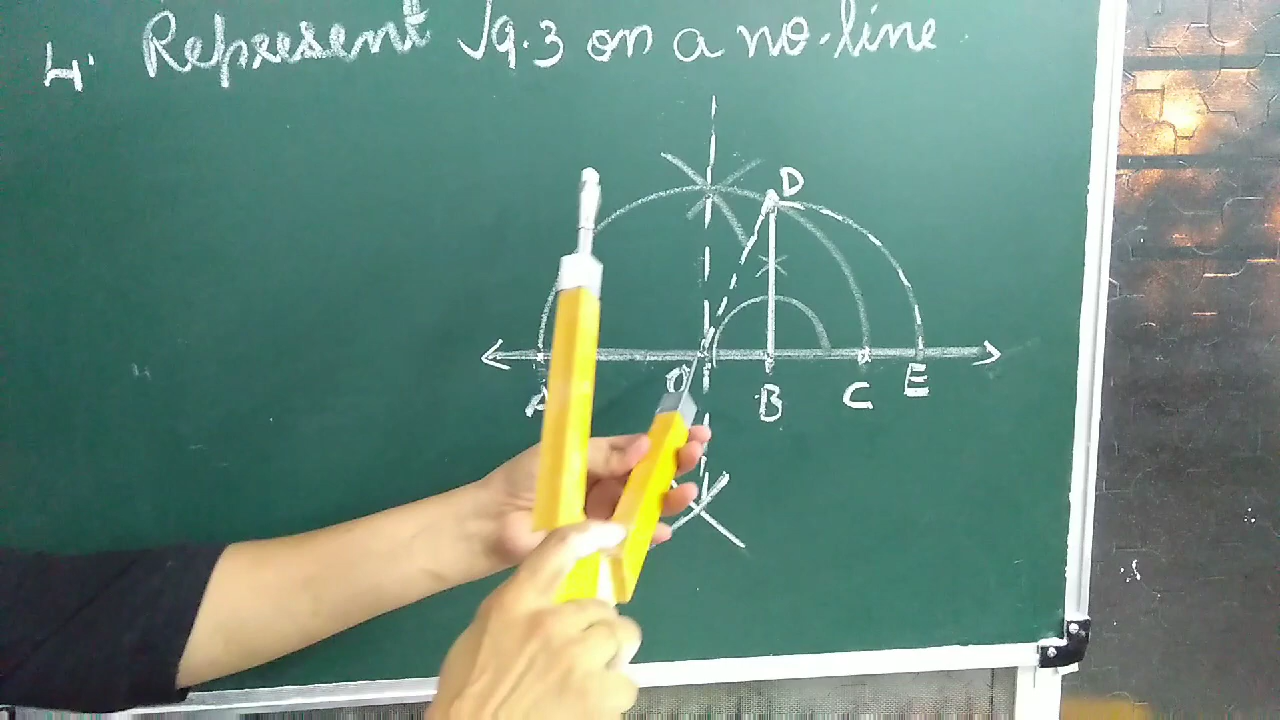 4. Represent √9.3 on a no.line
D
A O B C E